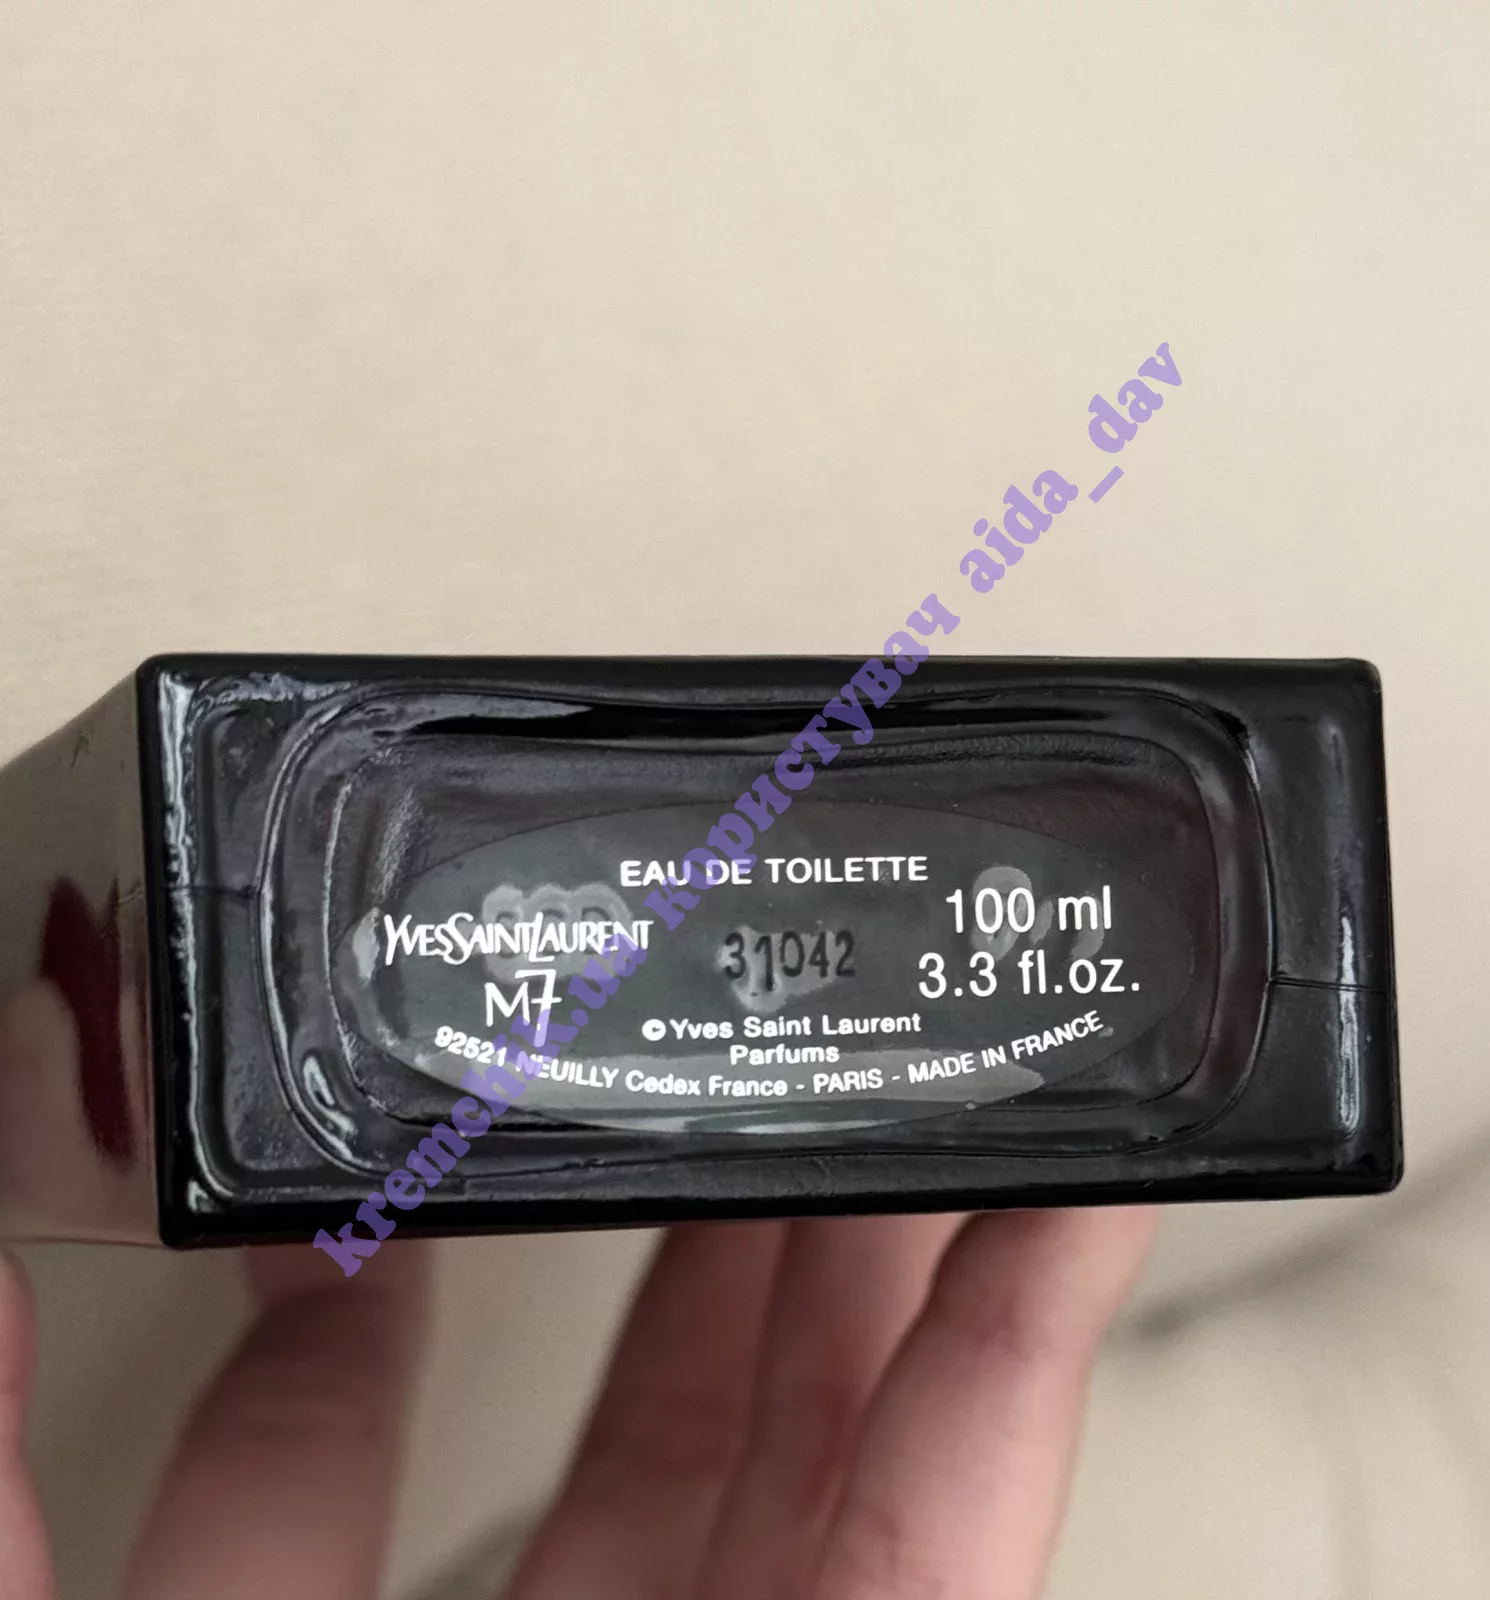 EAU DE TOILETTE
YVESSAINTLAURENT
M7
31042
100 ml
3.3 fl.oz.
©Yves Saint Laurent
Parfums
92521 NEUILLY Cedex France - PARIS - MADE IN FRANCE
kremchik.ua користувач aida_dav